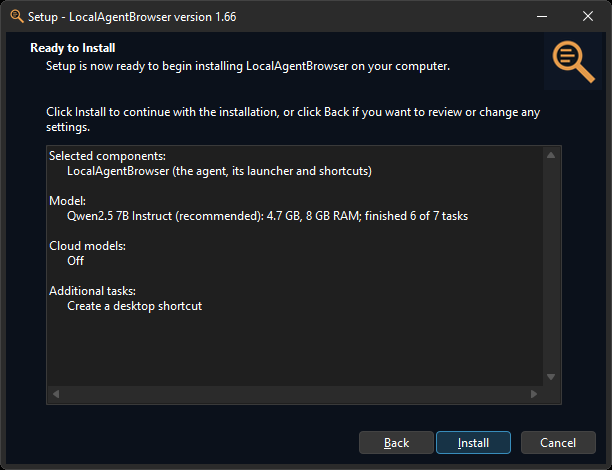 Setup - LocalAgentBrowser version 1.66
Ready to Install
Setup is now ready to begin installing LocalAgentBrowser on your computer.
Click Install to continue with the installation, or click Back if you want to review or change any
settings.
Selected components:
LocalAgentBrowser (the agent, its launcher and shortcuts)
Model:
Qwen2.5 7B Instruct (recommended): 4.7 GB, 8 GB RAM; finished 6 of 7 tasks
Cloud models:
Off
Additional tasks:
Create a desktop shortcut
Back
Install
Cancel